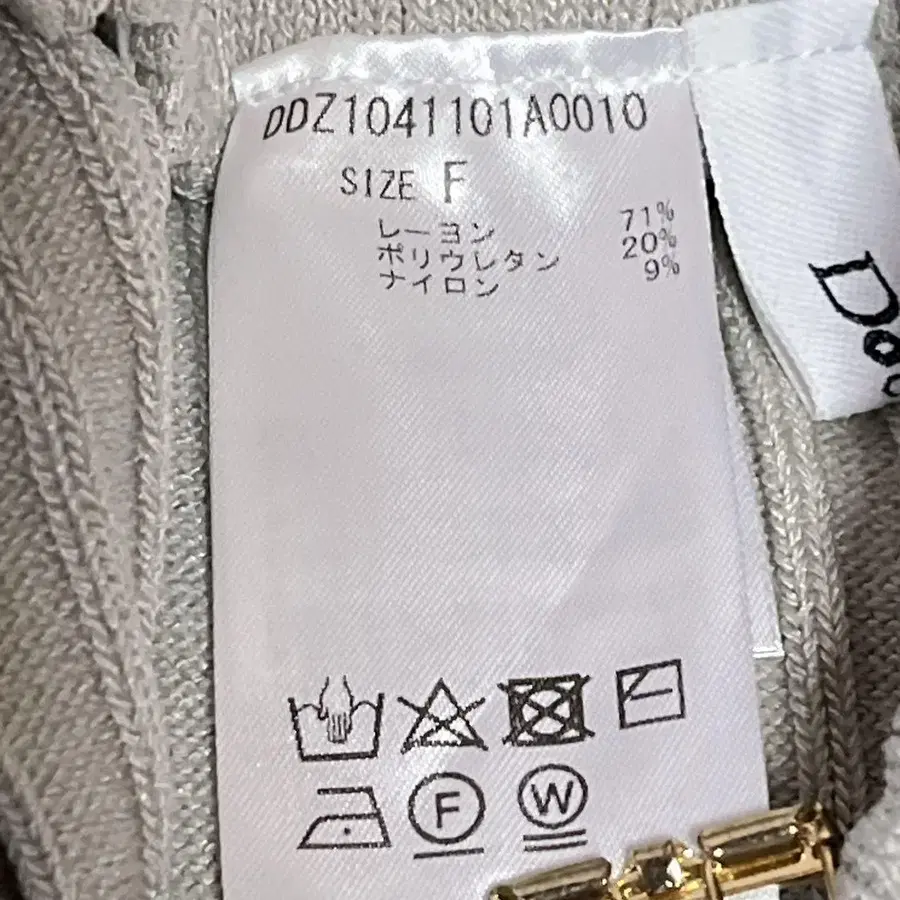 DDZ1041101A0010
SIZE F
レーヨン 71%
ポリウレタン 20%
ナイロン 9%
F
W